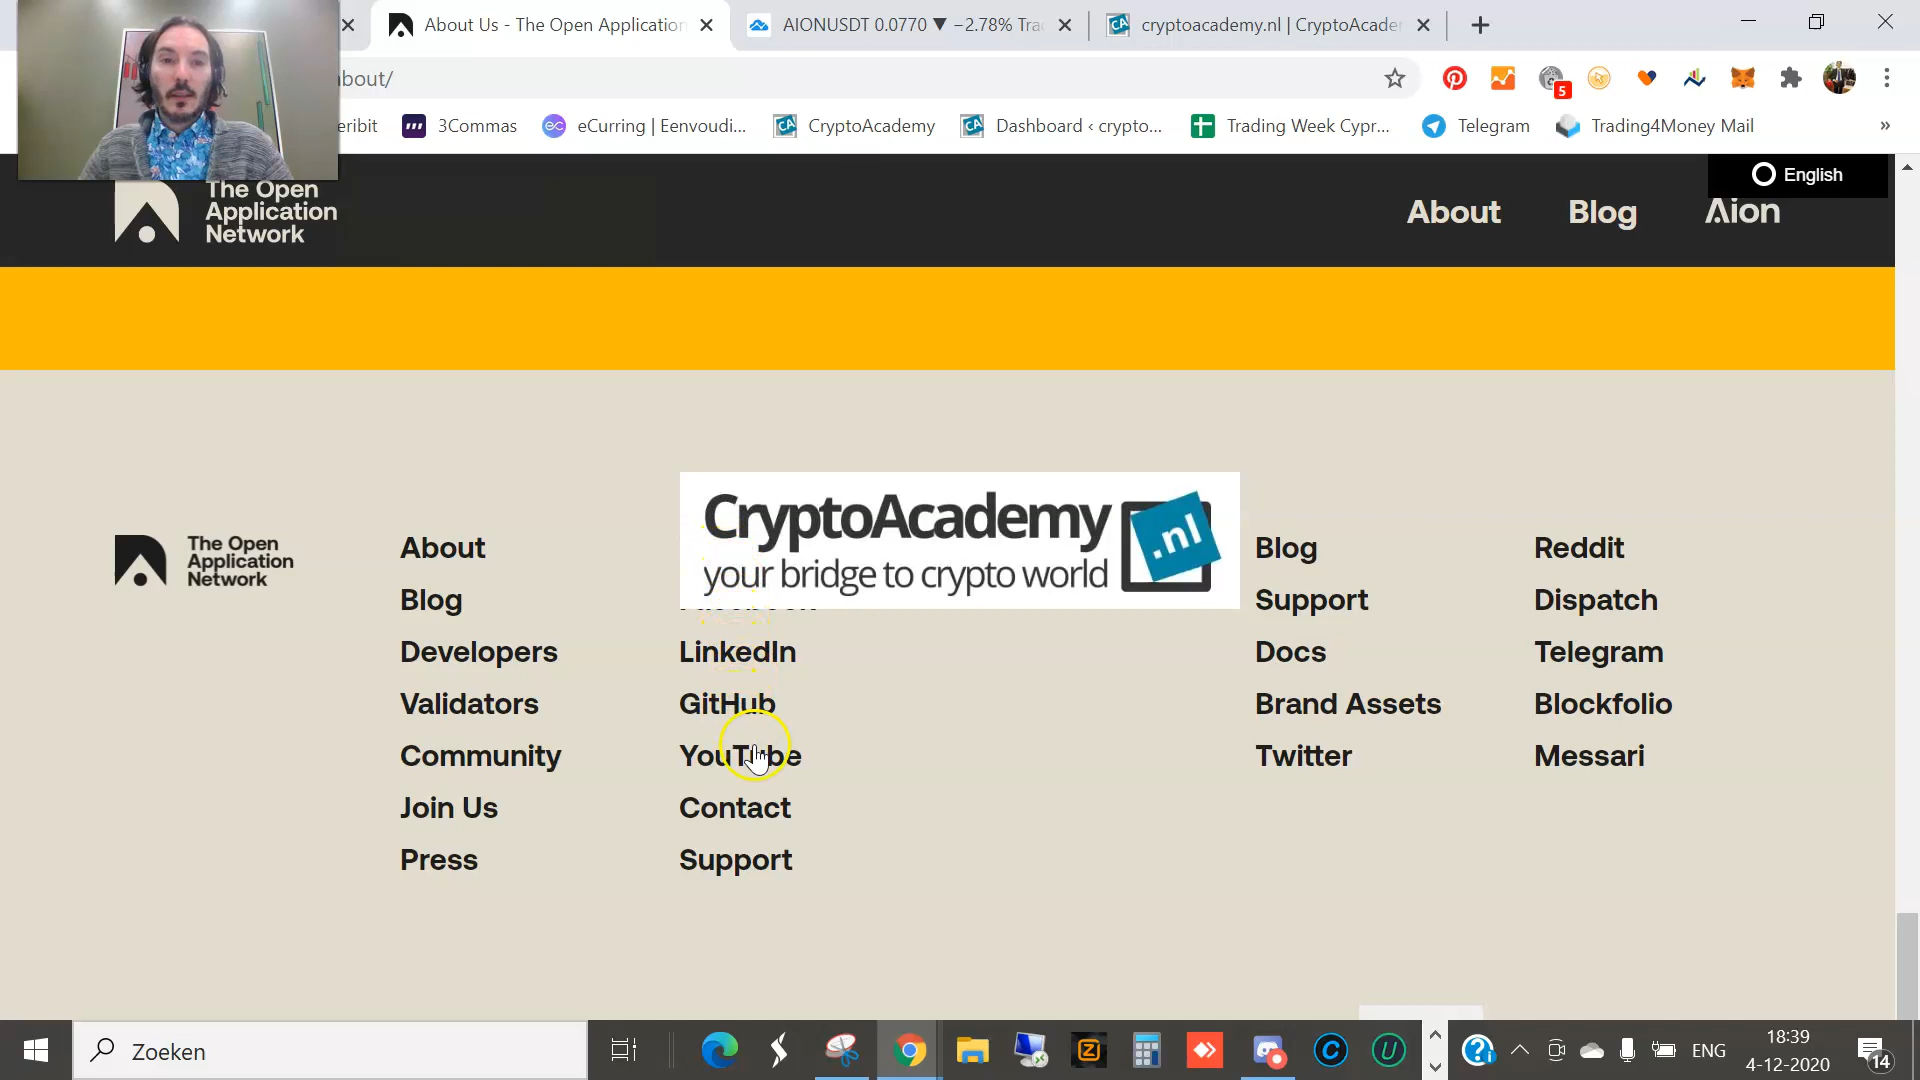 About Us - The Open Application
AIONUSDT 0.0770 ▼ −2.78% Tra
cryptoacademy.nl | CryptoAcader
bout/
5
eribit
3Commas
eCurring | Eenvoudi...
CryptoAcademy
Dashboard ‹ crypto...
Trading Week Cypr...
Telegram
Trading4Money Mail
»
English
The Open
Application
Network
About
Blog
Aion
CryptoAcademy
.nl
your bridge to crypto world
The Open
Application
Network
About
Blog
Developers
Validators
Community
Join Us
Press
LinkedIn
GitHub
YouTube
Contact
Support
Blog
Support
Docs
Brand Assets
Twitter
Reddit
Dispatch
Telegram
Blockfolio
Messari
Zoeken
ENG
18:39
4-12-2020
14